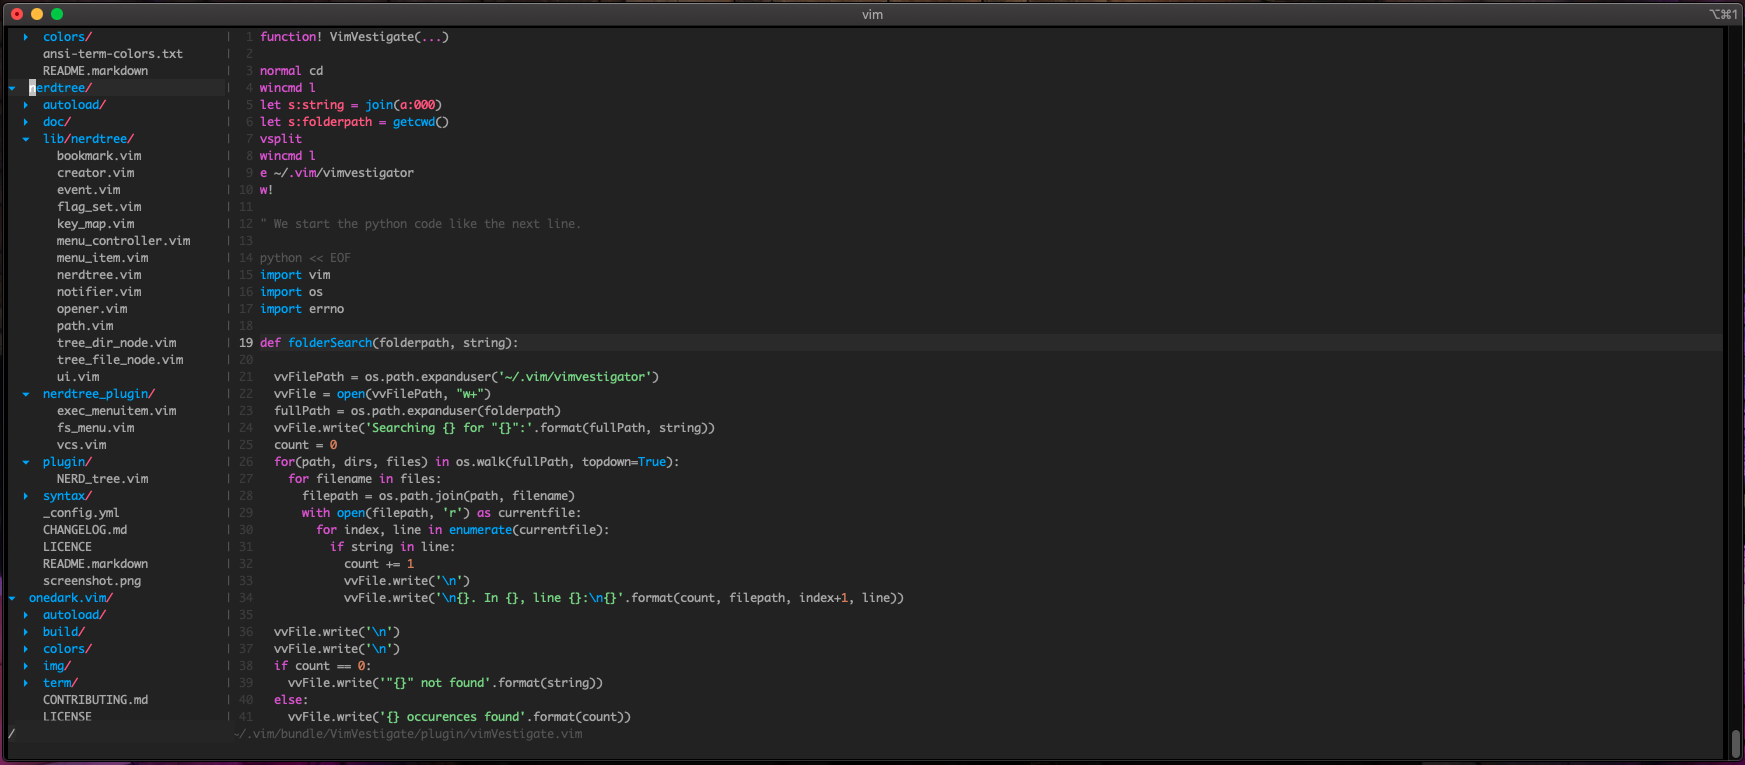 vim
⌥⌘1
colors/
ansi-term-colors.txt
README.markdown
nerdtree/
autoload/
doc/
lib/nerdtree/
bookmark.vim
creator.vim
event.vim
flag_set.vim
key_map.vim
menu_controller.vim
menu_item.vim
nerdtree.vim
notifier.vim
opener.vim
path.vim
tree_dir_node.vim
tree_file_node.vim
ui.vim
nerdtree_plugin/
exec_menuitem.vim
fs_menu.vim
vcs.vim
plugin/
NERD_tree.vim
syntax/
_config.yml
CHANGELOG.md
LICENCE
README.markdown
screenshot.png
onedark.vim/
autoload/
build/
colors/
img/
term/
CONTRIBUTING.md
LICENSE
/
1 function! VimVestigate(...)
2
3 normal cd
4 wincmd l
5 let s:string = join(a:000)
6 let s:folderpath = getcwd()
7 vsplit
8 wincmd l
9 e ~/.vim/vimvestigator
10 w!
11
12 " We start the python code like the next line.
13
14 python << EOF
15 import vim
16 import os
17 import errno
18
19 def folderSearch(folderpath, string):
20
21   vvFilePath = os.path.expanduser('~/.vim/vimvestigator')
22   vvFile = open(vvFilePath, "w+")
23   fullPath = os.path.expanduser(folderpath)
24   vvFile.write('Searching {} for "{}":'.format(fullPath, string))
25   count = 0
26   for(path, dirs, files) in os.walk(fullPath, topdown=True):
27     for filename in files:
28       filepath = os.path.join(path, filename)
29       with open(filepath, 'r') as currentfile:
30         for index, line in enumerate(currentfile):
31           if string in line:
32             count += 1
33             vvFile.write('\n')
34             vvFile.write('\n{}. In {}, line {}:\n{}'.format(count, filepath, index+1, line))
35
36   vvFile.write('\n')
37   vvFile.write('\n')
38   if count == 0:
39     vvFile.write('"{}" not found'.format(string))
40   else:
41     vvFile.write('{} occurences found'.format(count))
~/.vim/bundle/VimVestigate/plugin/vimVestigate.vim